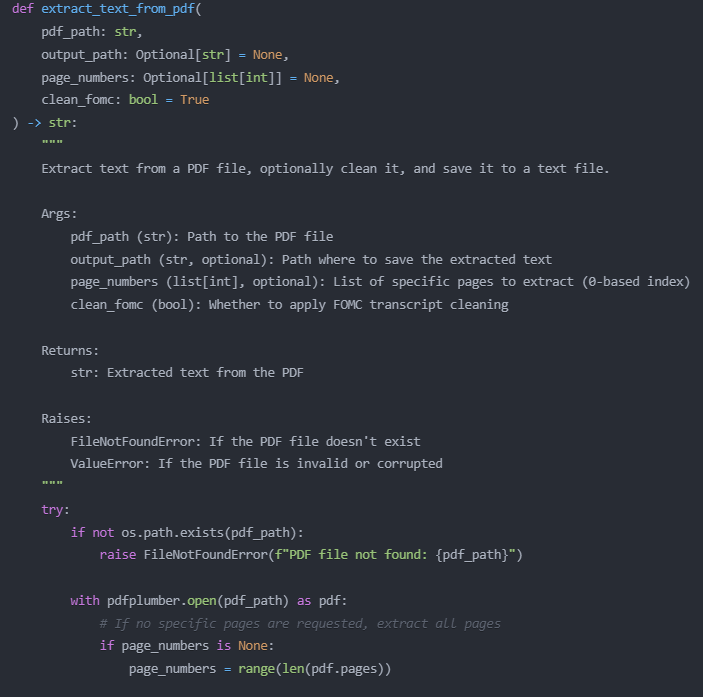 def extract_text_from_pdf(
    pdf_path: str,
    output_path: Optional[str] = None,
    page_numbers: Optional[list[int]] = None,
    clean_fomc: bool = True
) -> str:
    """
    Extract text from a PDF file, optionally clean it, and save it to a text file.

    Args:
        pdf_path (str): Path to the PDF file
        output_path (str, optional): Path where to save the extracted text
        page_numbers (list[int], optional): List of specific pages to extract (0-based index)
        clean_fomc (bool): Whether to apply FOMC transcript cleaning

    Returns:
        str: Extracted text from the PDF

    Raises:
        FileNotFoundError: If the PDF file doesn't exist
        ValueError: If the PDF file is invalid or corrupted
    """
    try:
        if not os.path.exists(pdf_path):
            raise FileNotFoundError(f"PDF file not found: {pdf_path}")

        with pdfplumber.open(pdf_path) as pdf:
            # If no specific pages are requested, extract all pages
            if page_numbers is None:
                page_numbers = range(len(pdf.pages))